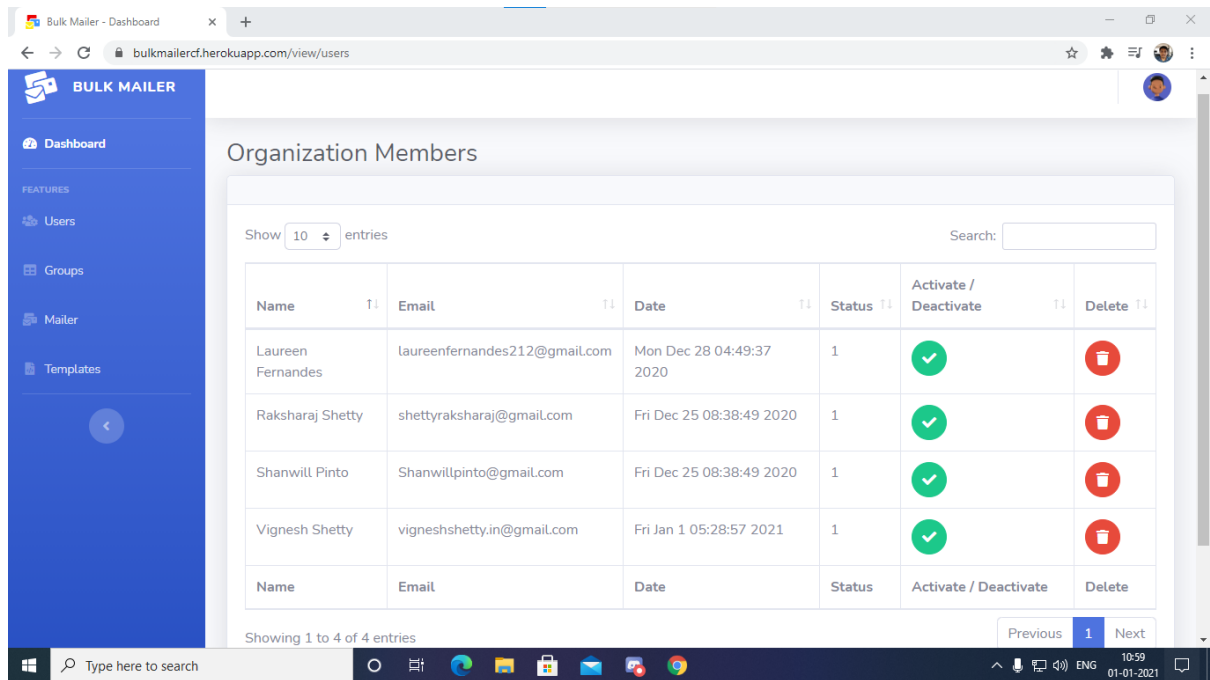 Bulk Mailer - Dashboard
bulkmailercf.herokuapp.com/view/users
BULK MAILER
Dashboard
FEATURES
Users
Groups
Mailer
Templates
Organization Members
Show 10 entries
Search:
Name Email Date Status Activate / Deactivate Delete
Laureen Fernandes laureenfernandes212@gmail.com Mon Dec 28 04:49:37 2020 1
Raksharaj Shetty shettyraksharaj@gmail.com Fri Dec 25 08:38:49 2020 1
Shanwill Pinto Shanwillpinto@gmail.com Fri Dec 25 08:38:49 2020 1
Vignesh Shetty vigneshshetty.in@gmail.com Fri Jan 1 05:28:57 2021 1
Name Email Date Status Activate / Deactivate Delete
Showing 1 to 4 of 4 entries
Previous 1 Next
Type here to search
ENG
10:59
01-01-2021